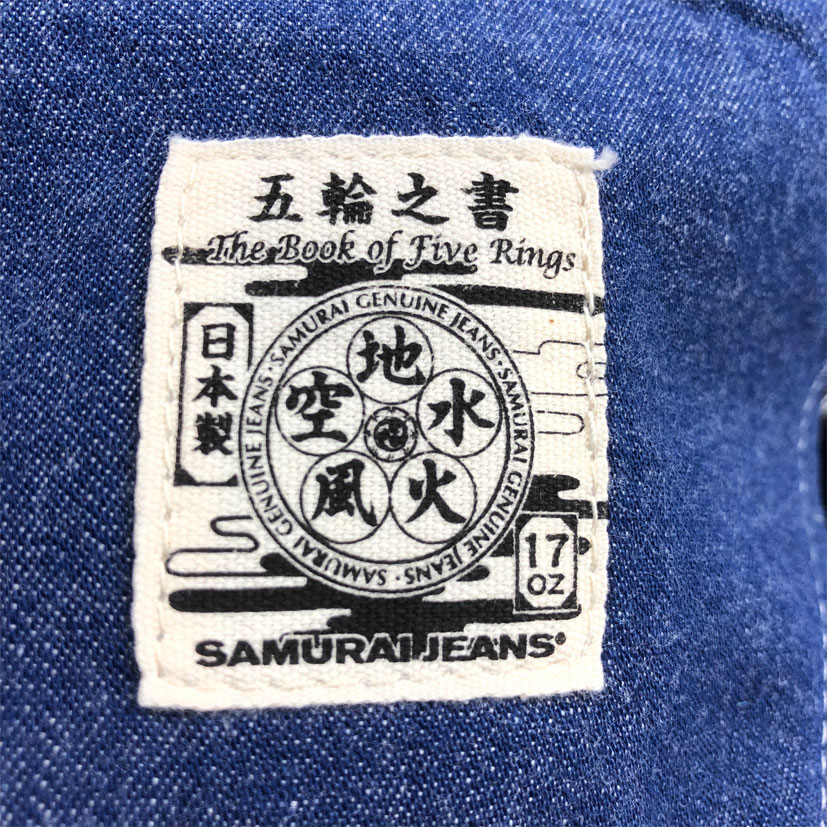 五輪之書
The Book of Five Rings
日本製
SAMURAI GENUINE JEANS・SAMURAI GENUINE JEANS・SAMURAI GENUINE JEANS・
地
水
火
風
空
17
OZ
SAMURAI JEANS®